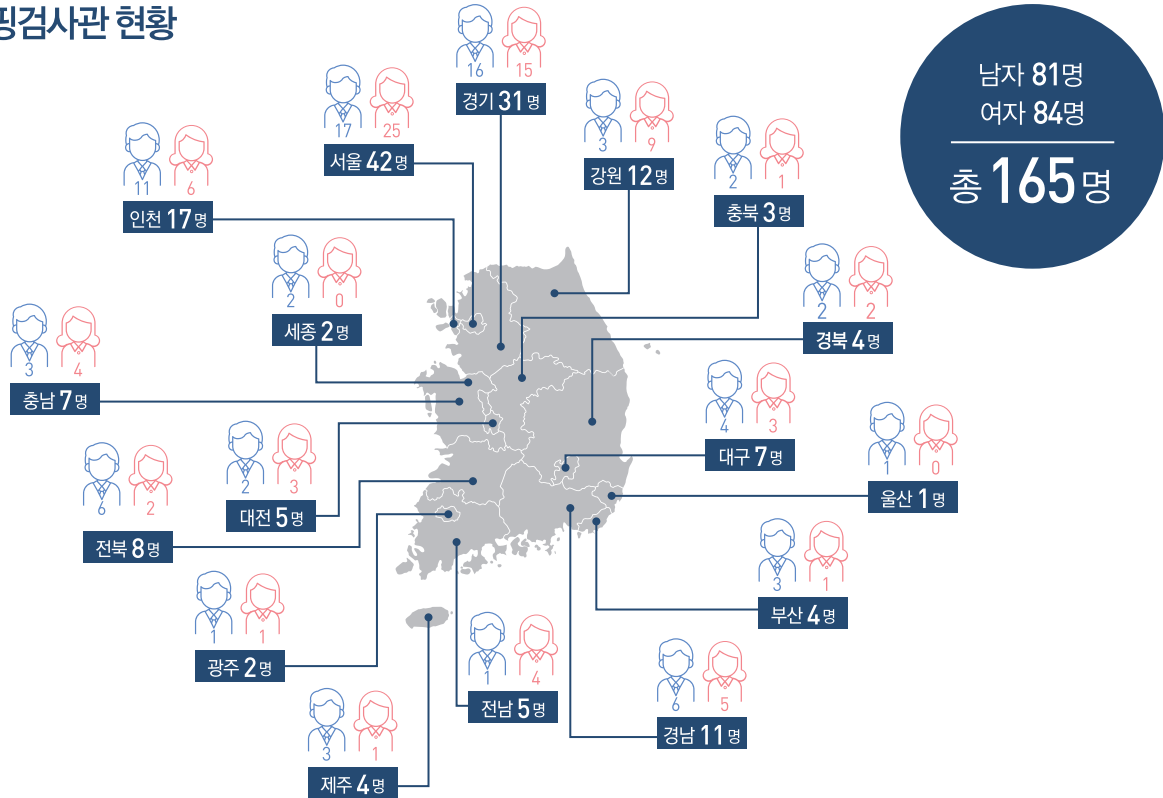 핑검사관 현황
남자 81명
여자 84명
총 165명
16 15
경기 31명
17 25
서울 42명
3 9
강원 12명
2 1
충북 3명
11 6
인천 17명
2 0
세종 2명
2 2
경북 4명
3 4
충남 7명
4 3
대구 7명
1 0
울산 1명
2 3
대전 5명
6 2
전북 8명
3 1
부산 4명
1 1
광주 2명
1 4
전남 5명
6 5
경남 11명
3 1
제주 4명